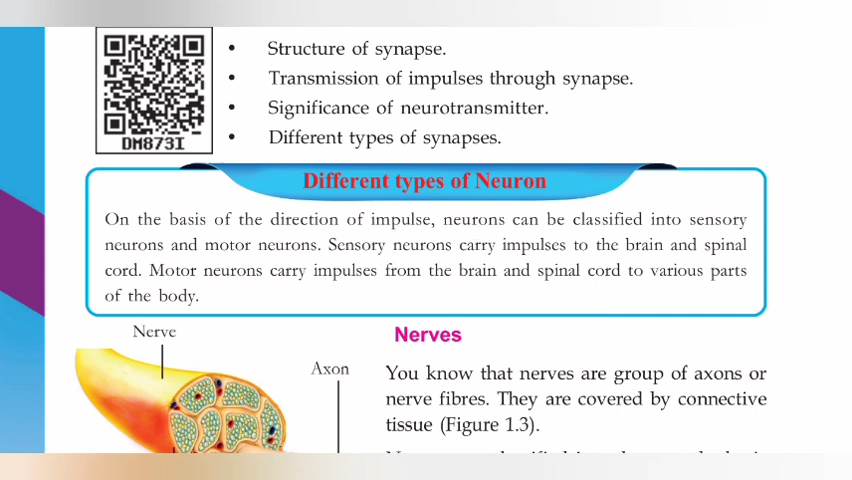 • Structure of synapse.
• Transmission of impulses through synapse.
• Significance of neurotransmitter.
• Different types of synapses.
DM873I
Different types of Neuron
On the basis of the direction of impulse, neurons can be classified into sensory
neurons and motor neurons. Sensory neurons carry impulses to the brain and spinal
cord. Motor neurons carry impulses from the brain and spinal cord to various parts
of the body.
Nerve
Axon
Nerves
You know that nerves are group of axons or
nerve fibres. They are covered by connective
tissue (Figure 1.3).